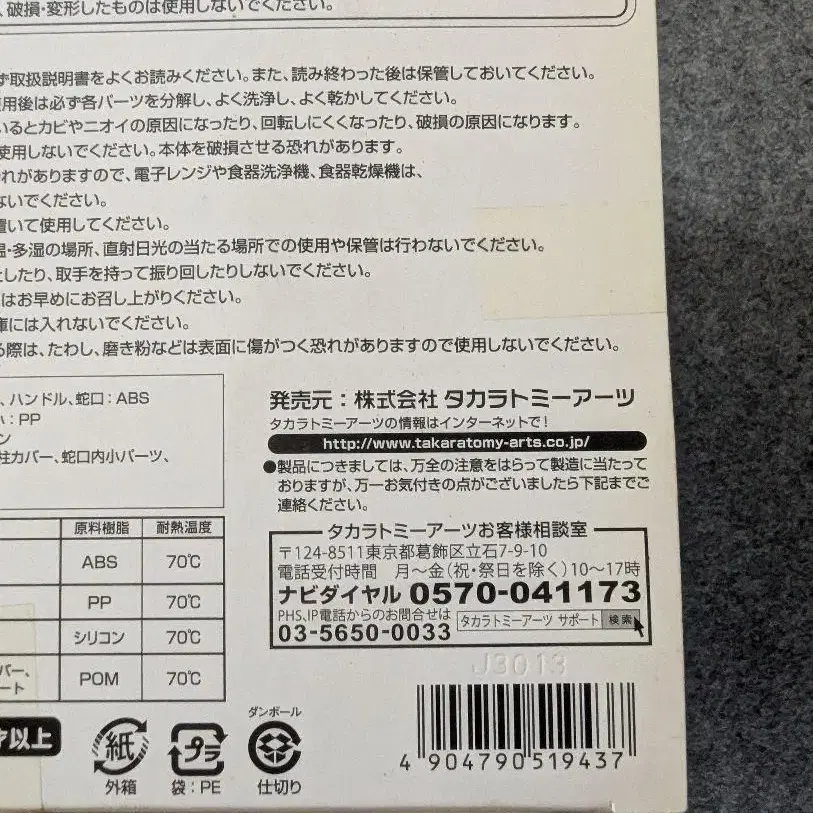 、破損・変形したものは使用しないでください。
ず取扱説明書をよくお読みください。また、読み終わった後は保管しておいてください。
使用後は必ず各パーツを分解し、よく洗浄し、よく乾かしてください。
いるとカビやニオイの原因になったり、回転しにくくなったり、破損の原因になります。
使用しないでください。本体を破損させる恐れがあります。
れがありますので、電子レンジや食器洗浄機、食器乾燥機は、
ないでください。
置いて使用してください。
温・多湿の場所、直射日光の当たる場所での使用や保管は行わないでください。
したり、取手を持って振り回したりしないでください。
はお早めにお召し上がりください。
庫には入れないでください。
る際は、たわし、磨き粉などは表面に傷がつく恐れがありますので使用しないでください。
、ハンドル、蛇口：ABS
：PP
ン
柱カバー、蛇口内小パーツ、
原料樹脂 耐熱温度
ABS 70℃
PP 70℃
シリコン 70℃
バー、
ート
POM 70℃
発売元：株式会社 タカラトミーアーツ
タカラトミーアーツの情報はインターネットで！
http://www.takaratomy-arts.co.jp/
●製品につきましては、万全の注意をはらって製造に当たって
おりますが、万一お気付きの点がございましたら下記までご
連絡ください。
タカラトミーアーツお客様相談室
〒124-8511東京都葛飾区立石7-9-10
電話受付時間 月〜金（祝・祭日を除く）10〜17時
ナビダイヤル 0570-041173
PHS、IP電話からのお問合せは
03-5650-0033 タカラトミーアーツ サポート 検索
J3013
才以上
紙
外箱
プラ
袋：PE
ダンボール
仕切り
4 904790 519437